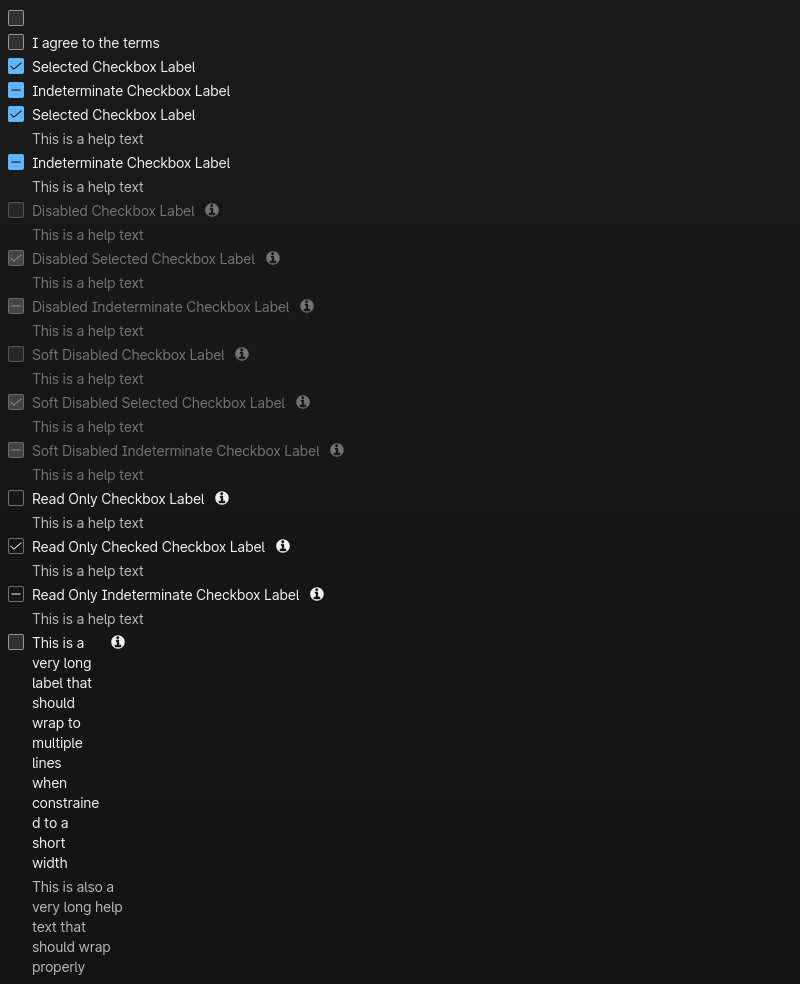 I agree to the terms
Selected Checkbox Label
Indeterminate Checkbox Label
Selected Checkbox Label
This is a help text
Indeterminate Checkbox Label
This is a help text
Disabled Checkbox Label
This is a help text
Disabled Selected Checkbox Label
This is a help text
Disabled Indeterminate Checkbox Label
This is a help text
Soft Disabled Checkbox Label
This is a help text
Soft Disabled Selected Checkbox Label
This is a help text
Soft Disabled Indeterminate Checkbox Label
This is a help text
Read Only Checkbox Label
This is a help text
Read Only Checked Checkbox Label
This is a help text
Read Only Indeterminate Checkbox Label
This is a help text
This is a
very long
label that
should
wrap to
multiple
lines
when
constraine
d to a
short
width
This is also a
very long help
text that
should wrap
properly